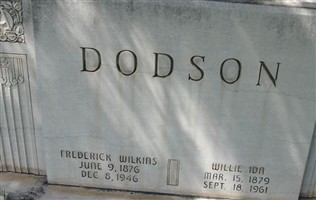 DODSON
FREDERICK WILKINS
JUNE 9, 1876
DEC. 8, 1946
WILLIE IDA
MAR. 15, 1879
SEPT. 18, 1961